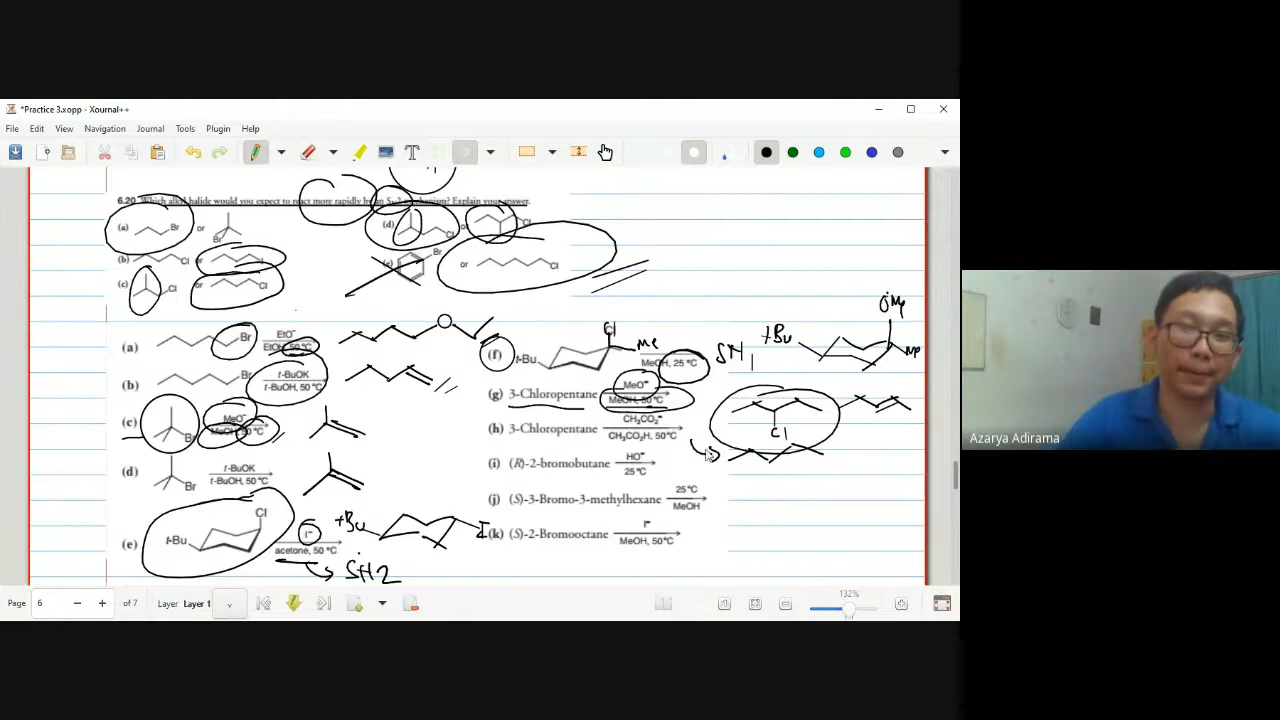 *Practice 3.xopp - Xournal++
File Edit View Navigation Journal Tools Plugin Help
6.20 Which alkyl halide would you expect to react more rapidly by an SN2 mechanism? Explain your answer.
(a) Br or Br
(b) Cl or I
(c) Cl or Cl
(d) Cl or Cl
(e) Br or Cl
(a) Br EtO⁻ EtOH, 50 °C
O
(b) Br t-BuOK t-BuOH, 50 °C
(c) Br MeO⁻ MeOH, 50 °C
(d) Br t-BuOK t-BuOH, 50 °C
(e) t-Bu Cl I⁻ acetone, 50 °C
tBu I
SN2
(f) t-Bu Cl Me MeOH, 25 °C
SN1
tBu OMe Me
(g) 3-Chloropentane MeO⁻ MeOH, 50 °C
Cl
(h) 3-Chloropentane CH₃CO₂⁻ CH₃CO₂H, 50 °C
(i) (R)-2-bromobutane HO⁻ 25 °C
(j) (S)-3-Bromo-3-methylhexane 25 °C MeOH
(k) (S)-2-Bromooctane I⁻ MeOH, 50 °C
Azarya Adirama
Page 6 of 7 Layer Layer 1 132%